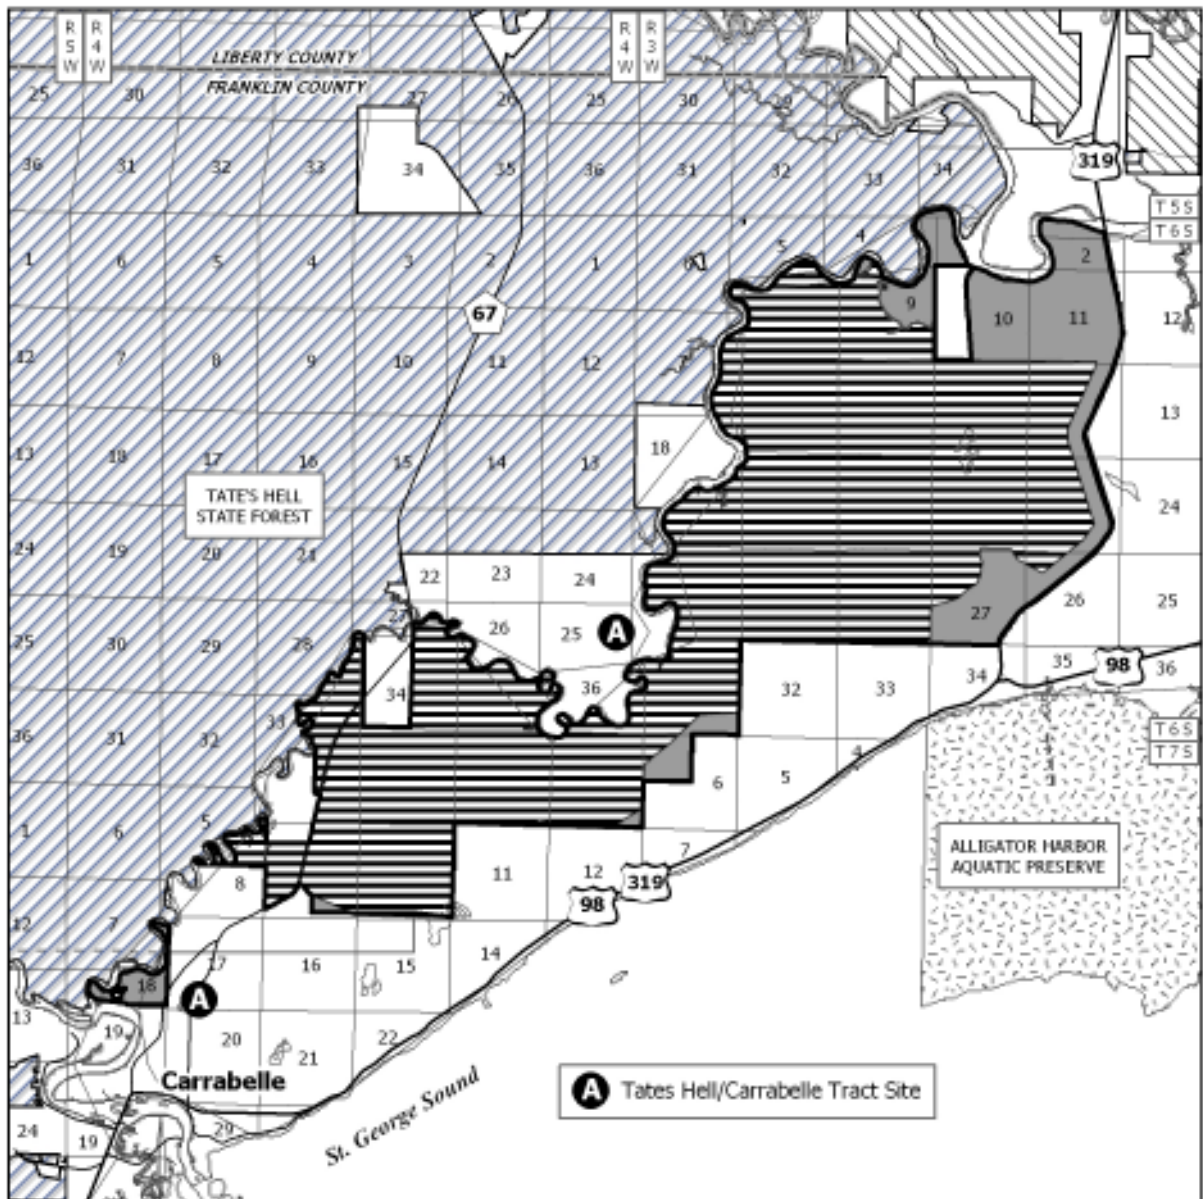 R 5 W
R 4 W
R 4 W
R 3 W
LIBERTY COUNTY
FRANKLIN COUNTY
25 30 27 26 25 30 29
319
36 31 32 33 34 35 36 31 32 33 34
T 5 S
T 6 S
1 6 5 4 3 2 1 5 4 2
67
9 10 11 12
12 7 8 9 10 11 12
13
13 18 17 16 15 14 13 18
TATE'S HELL
STATE FOREST
24
24 19 20 21 22 23 24
27 26 25
25 30 29 28 27 26 25
A
34 36 32 33 34 35 98 36
36 31 32 33
T 6 S
T 7 S
6 5 4
1 6 5
ALLIGATOR HARBOR
AQUATIC PRESERVE
8 11 12 7
319
98
12 7
17 16 15 14
18
A
13 19 20 21 22
Carrabelle
A Tates Hell/Carrabelle Tract Site
St. George Sound
24 19 29